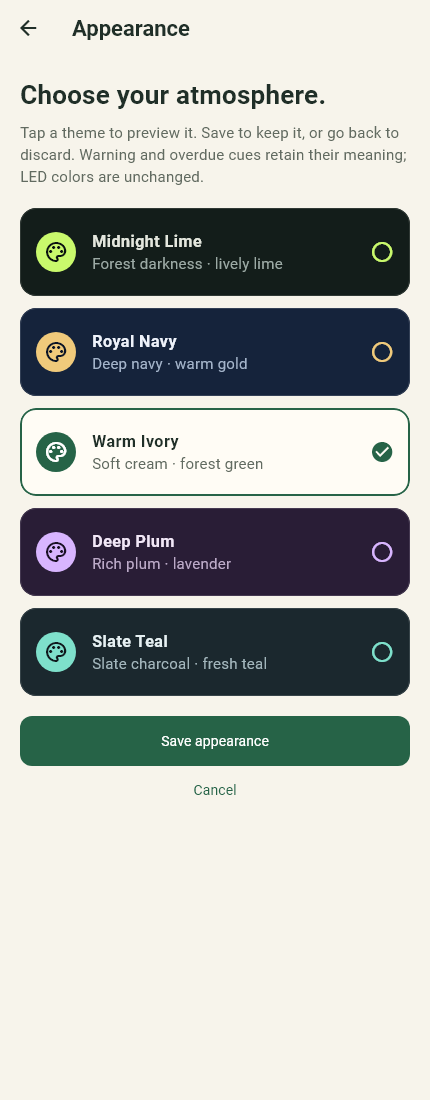 Appearance
Choose your atmosphere.
Tap a theme to preview it. Save to keep it, or go back to
discard. Warning and overdue cues retain their meaning;
LED colors are unchanged.
Midnight Lime
Forest darkness · lively lime
Royal Navy
Deep navy · warm gold
Warm Ivory
Soft cream · forest green
Deep Plum
Rich plum · lavender
Slate Teal
Slate charcoal · fresh teal
Save appearance
Cancel